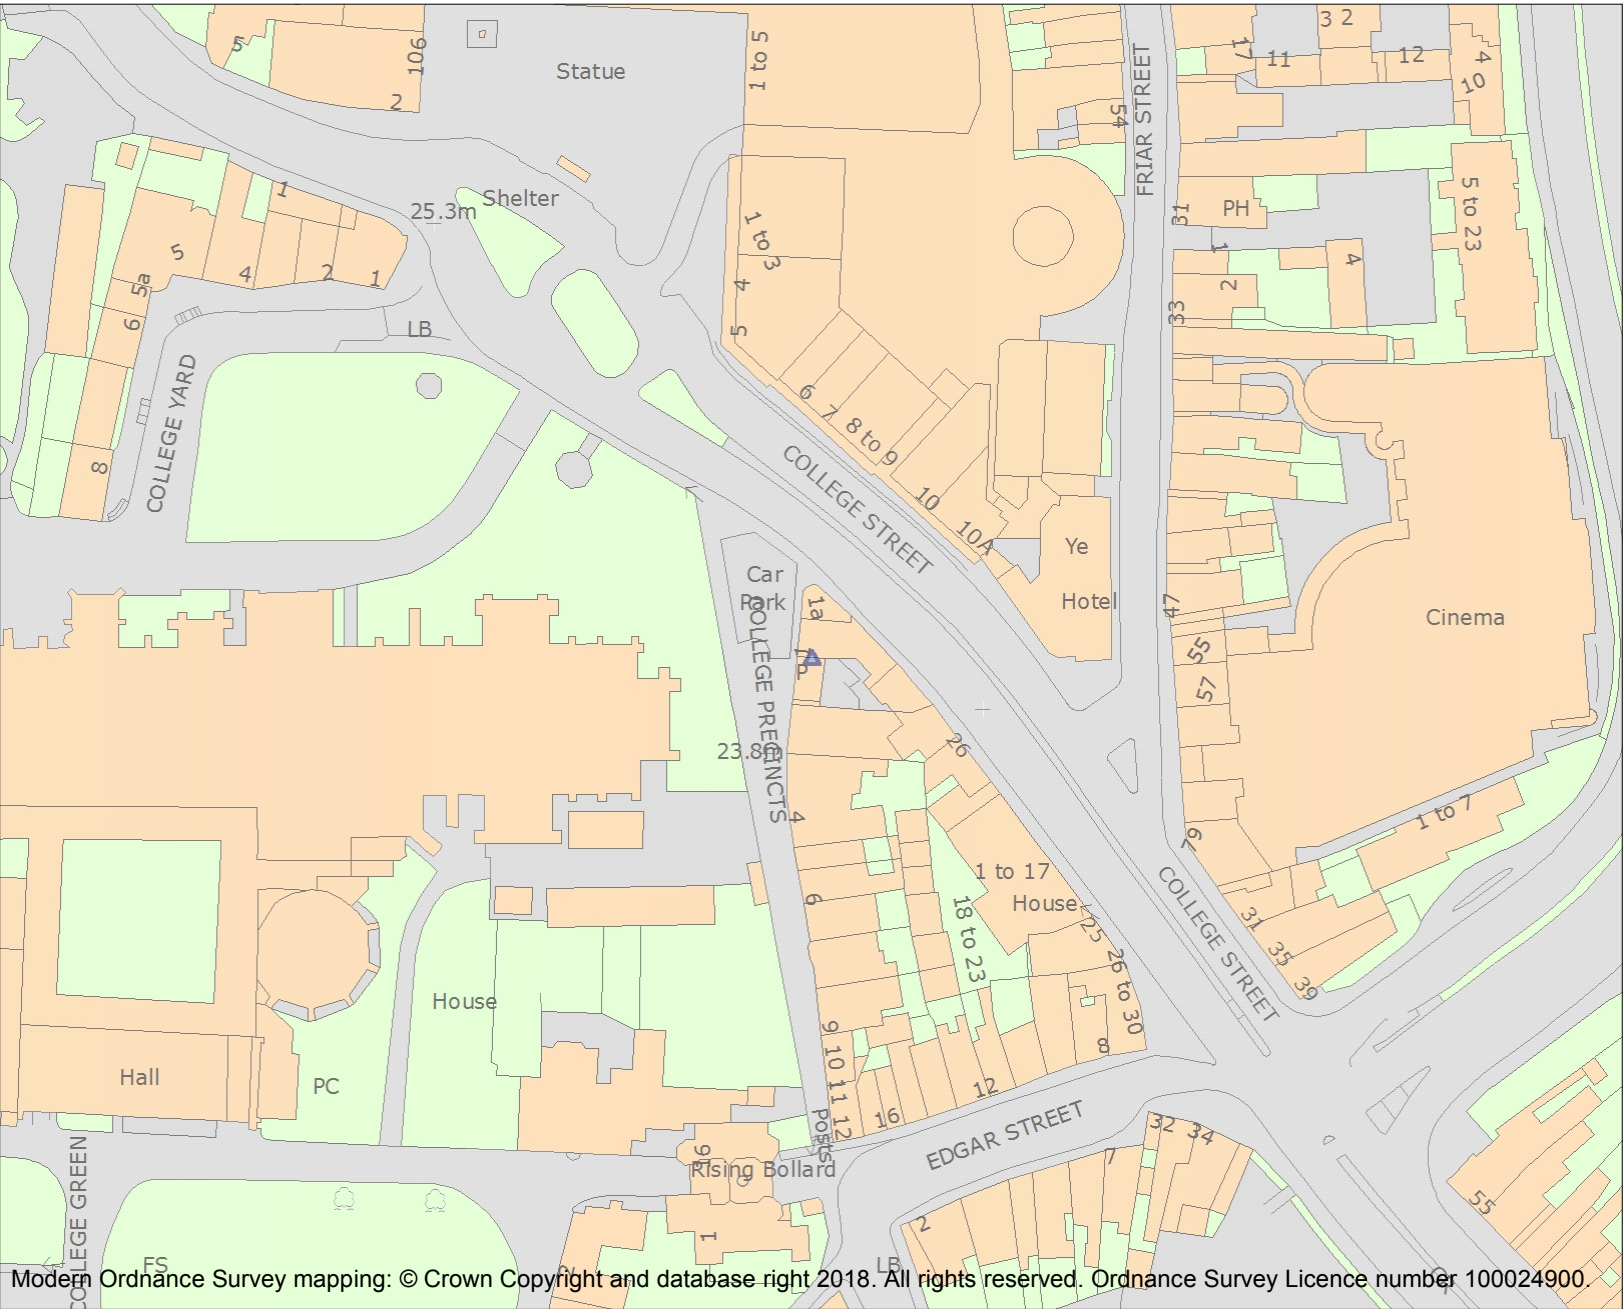 5
106
2
Statue
1 to 5
54
FRIAR STREET
17
11
3 2
12
4
10
1
25.3m
Shelter
1 to 3
4
5
31
PH
1
2
4
5 to 23
33
5
4
2
1
5a
6
LB
8
COLLEGE YARD
6
7
8 to 9
10
10A
COLLEGE STREET
Ye
Hotel
Car
Park
1a
COLLEGE PRECINCTS
P
23.8m
26
47
55
57
Cinema
79
1 to 7
4
6
1 to 17
House
18 to 23
25
26 to 30
8
COLLEGE STREET
31
35
39
House
9
10
11
12
16
12
EDGAR STREET
Hall
PC
Posts
Rising Bollard
1
2
7
32
34
55
COLLEGE GREEN
FS
LB
Modern Ordnance Survey mapping: © Crown Copyright and database right 2018. All rights reserved. Ordnance Survey Licence number 100024900.